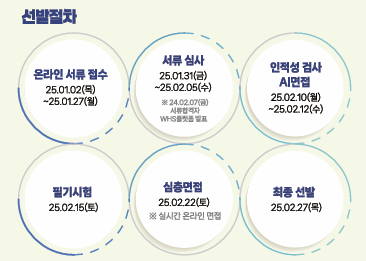 선발절차
온라인 서류 접수
25.01.02(목)
~25.01.27(월)
서류 심사
25.01.31(금)
~25.02.05(수)
※ 24.02.07(금)
서류합격자
WHS플랫폼 발표
인적성 검사
AI면접
25.02.10(월)
~25.02.12(수)
필기시험
25.02.15(토)
심층면접
25.02.22(토)
※ 실시간 온라인 면접
최종 선발
25.02.27(목)